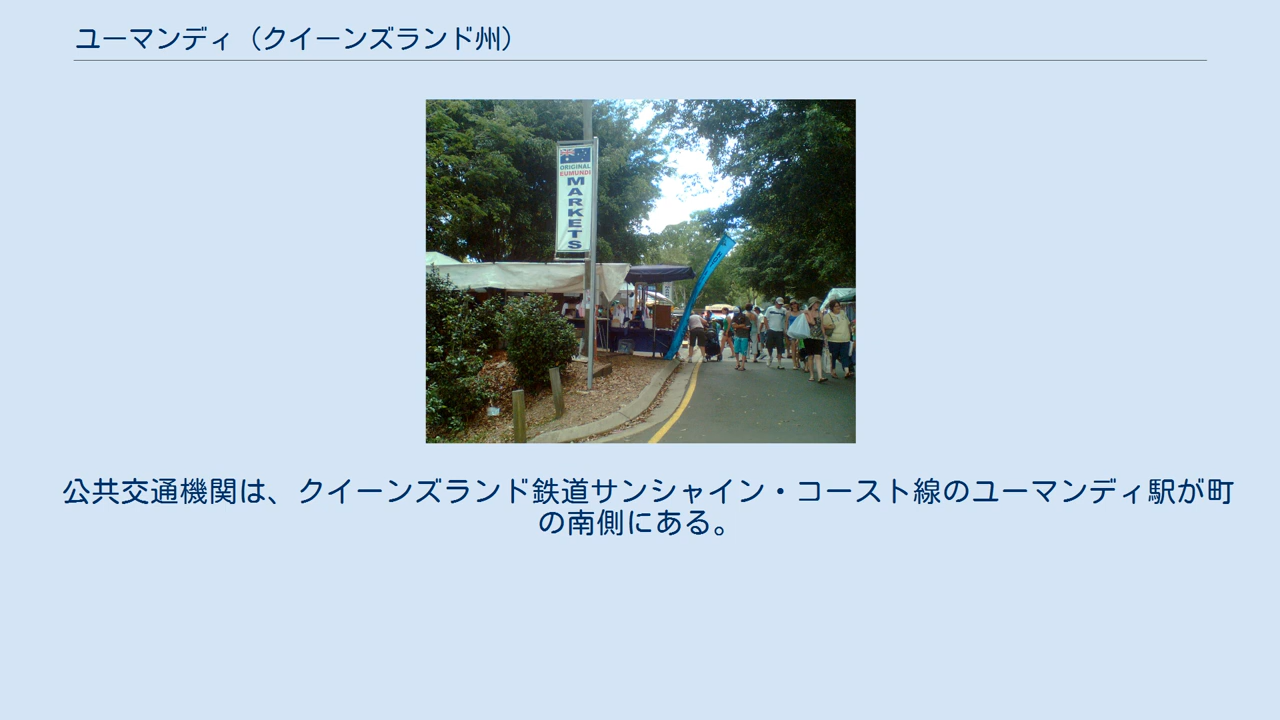 ユーマンディ（クイーンズランド州）
ORIGINAL
EUMUNDI
MARKETS
公共交通機関は、クイーンズランド鉄道サンシャイン・コースト線のユーマンディ駅が町
の南側にある。